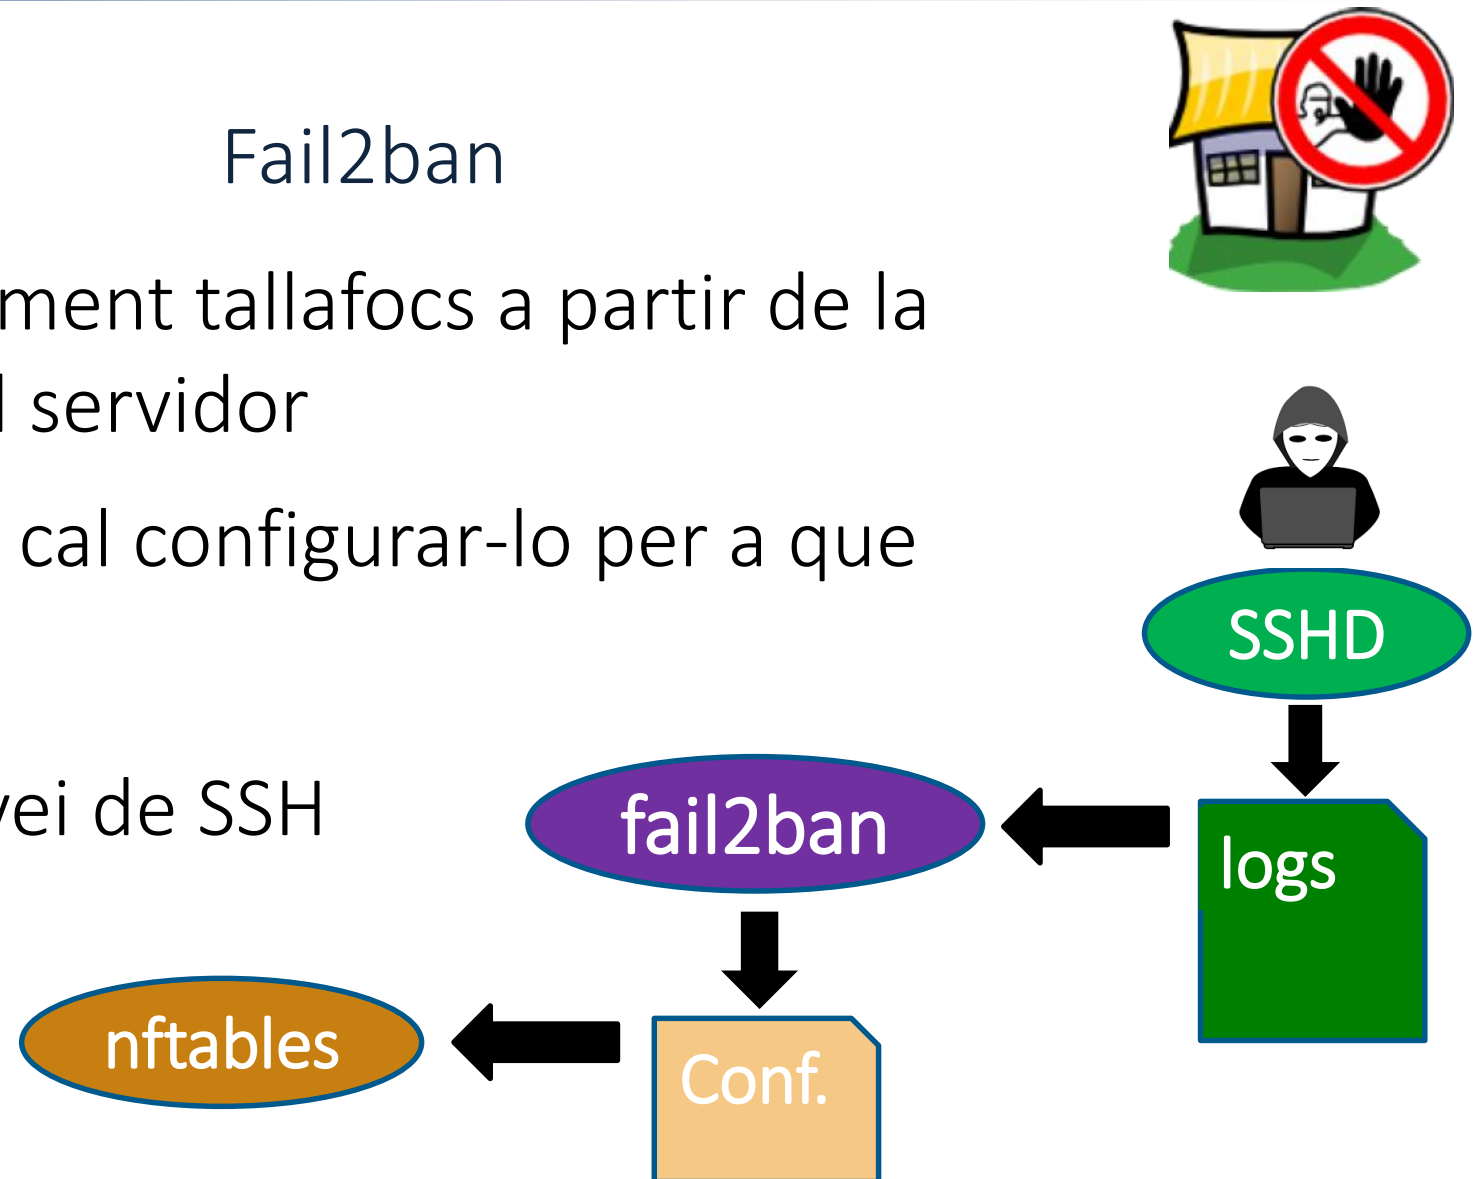 Fail2ban
ment tallafocs a partir de la
l servidor
cal configurar-lo per a que
SSHD
vei de SSH
fail2ban
logs
nftables
Conf.